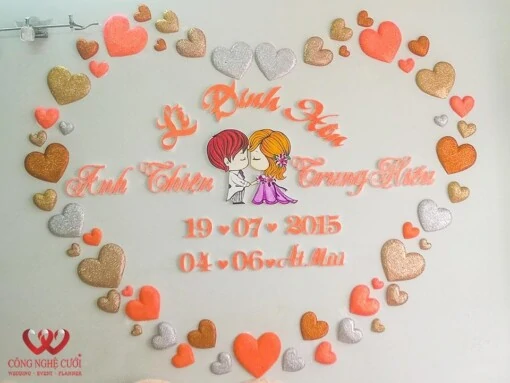 Lễ Đính Hôn
Anh Thiện
Trung Hiếu
19 07 2015
04 06 Ất Mùi
CÔNG NGHỆ CƯỚI
WEDDING - EVENT - PLANNER